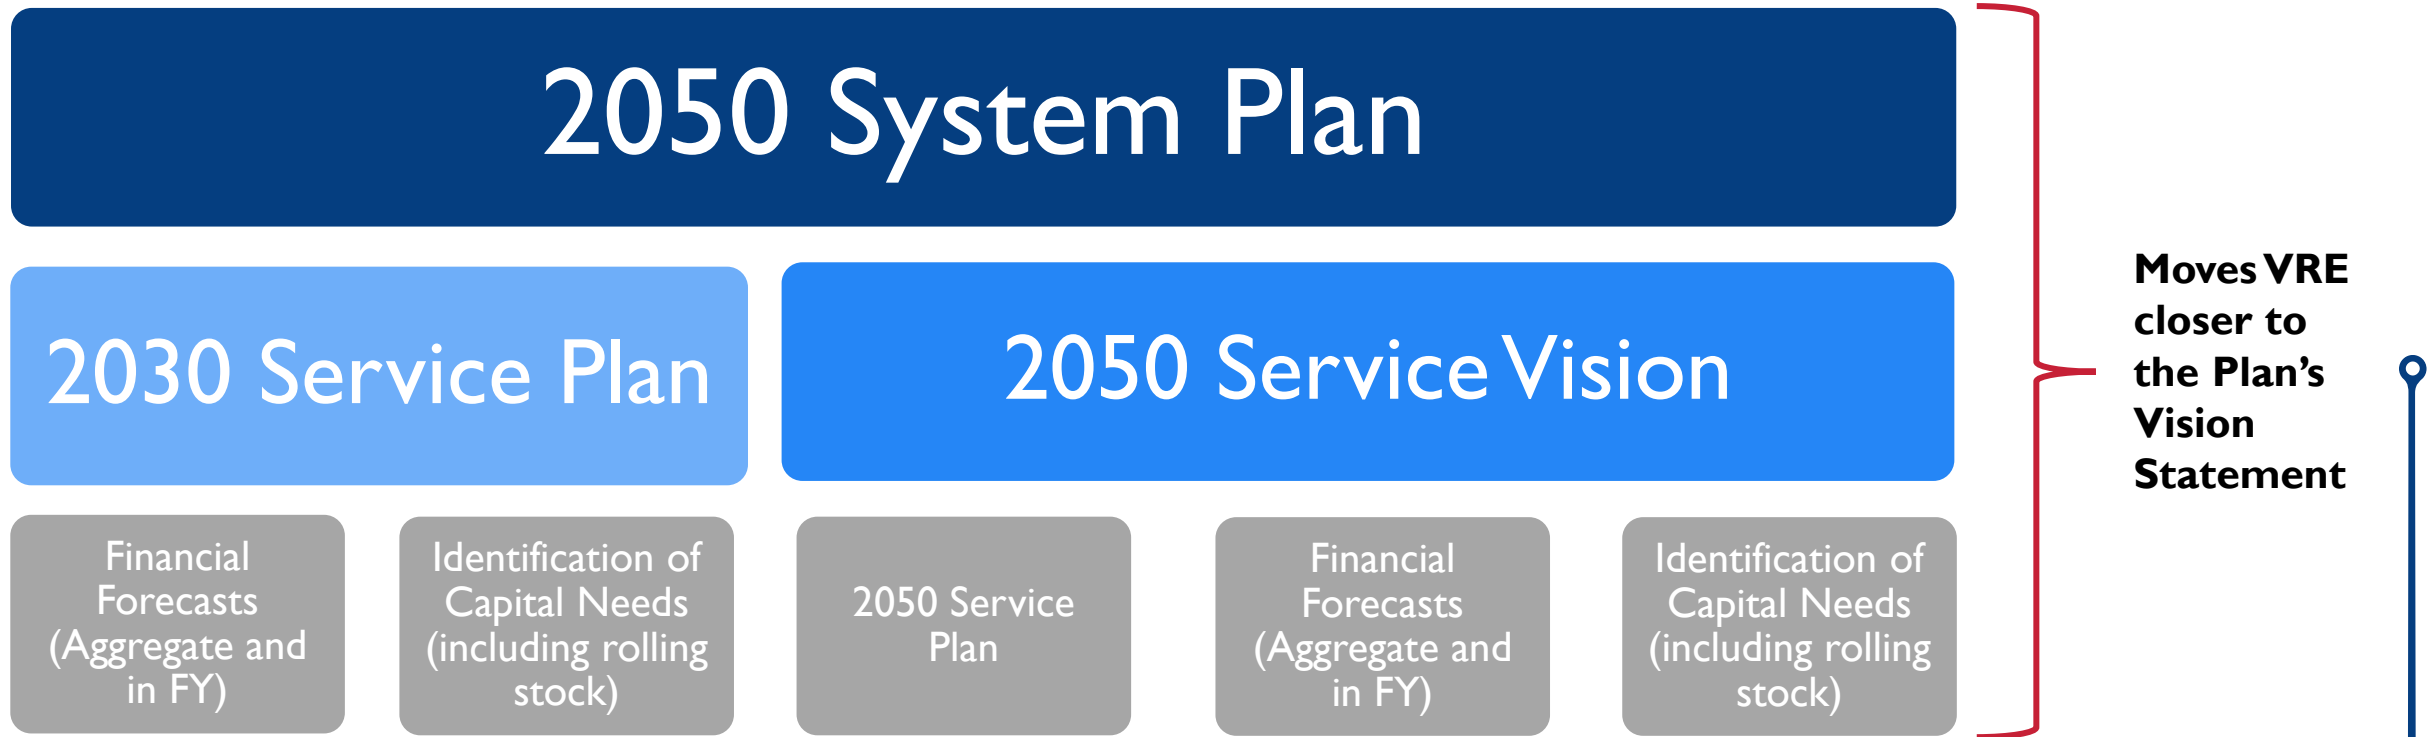 2050 System Plan
2030 Service Plan
2050 Service Vision
Moves VRE
closer to
the Plan’s
Vision
Statement
Financial
Forecasts
(Aggregate and
in FY)
Identification of
Capital Needs
(including rolling
stock)
2050 Service
Plan
Financial
Forecasts
(Aggregate and
in FY)
Identification of
Capital Needs
(including rolling
stock)